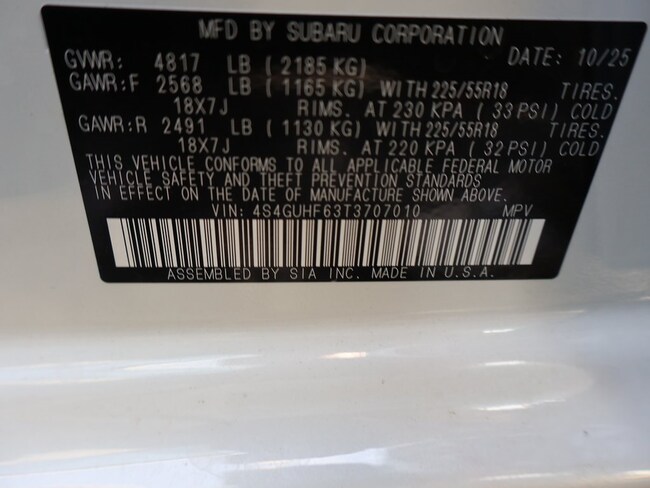 MFD BY SUBARU CORPORATION
GVWR: 4817 LB ( 2185 KG) DATE: 10/25
GAWR:F 2568 LB ( 1165 KG) WITH 225/55R18 TIRES.
18X7J RIMS. AT 230 KPA ( 33 PSI) COLD
GAWR:R 2491 LB ( 1130 KG) WITH 225/55R18 TIRES.
18X7J RIMS. AT 220 KPA ( 32 PSI) COLD
THIS VEHICLE CONFORMS TO ALL APPLICABLE FEDERAL MOTOR
VEHICLE SAFETY AND THEFT PREVENTION STANDARDS
IN EFFECT ON THE DATE OF MANUFACTURE SHOWN ABOVE.
VIN: 4S4GUHF63T3707010 MPV
ASSEMBLED BY SIA INC. MADE IN U.S.A.